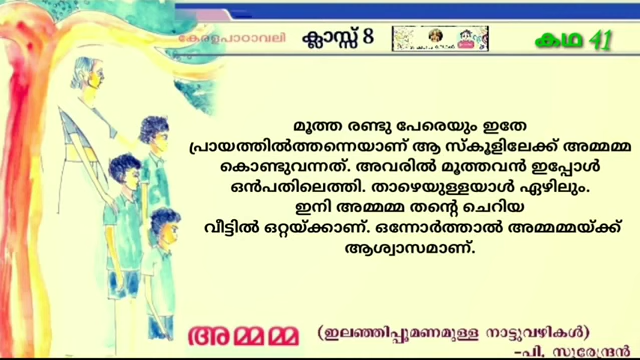 കേരളപാഠാവലി ക്ലാസ്സ് 8 കഥ 41
മൂത്ത രണ്ടു പേരെയും ഇതേ
പ്രായത്തിൽത്തന്നെയാണ് ആ സ്കൂളിലേക്ക് അമ്മമ്മ
കൊണ്ടുവന്നത്. അവരിൽ മൂത്തവൻ ഇപ്പോൾ
ഒൻപതിലെത്തി. താഴെയുള്ളയാൾ ഏഴിലും.
ഇനി അമ്മമ്മ തന്റെ ചെറിയ
വീട്ടിൽ ഒറ്റയ്ക്കാണ്. ഒന്നോർത്താൽ അമ്മമ്മയ്ക്ക്
ആശ്വാസമാണ്.
അമ്മമ്മ (ഇലഞ്ഞിപ്പൂമണമുള്ള നാട്ടുവഴികൾ)
-പി. സുരേന്ദ്രൻ